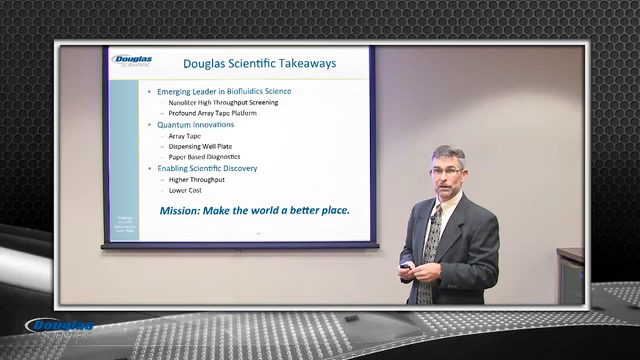 Douglas
SCIENTIFIC
Douglas Scientific Takeaways
• Emerging Leader in Biofluidics Science
– Nanoliter High Throughput Screening
– Profound Array Tape Platform
• Quantum Innovations
– Array Tape
– Dispensing Well Plate
– Paper Based Diagnostics
• Enabling Scientific Discovery
– Higher Throughput
– Lower Cost
Mission: Make the world a better place.
Douglas
SCIENTIFIC